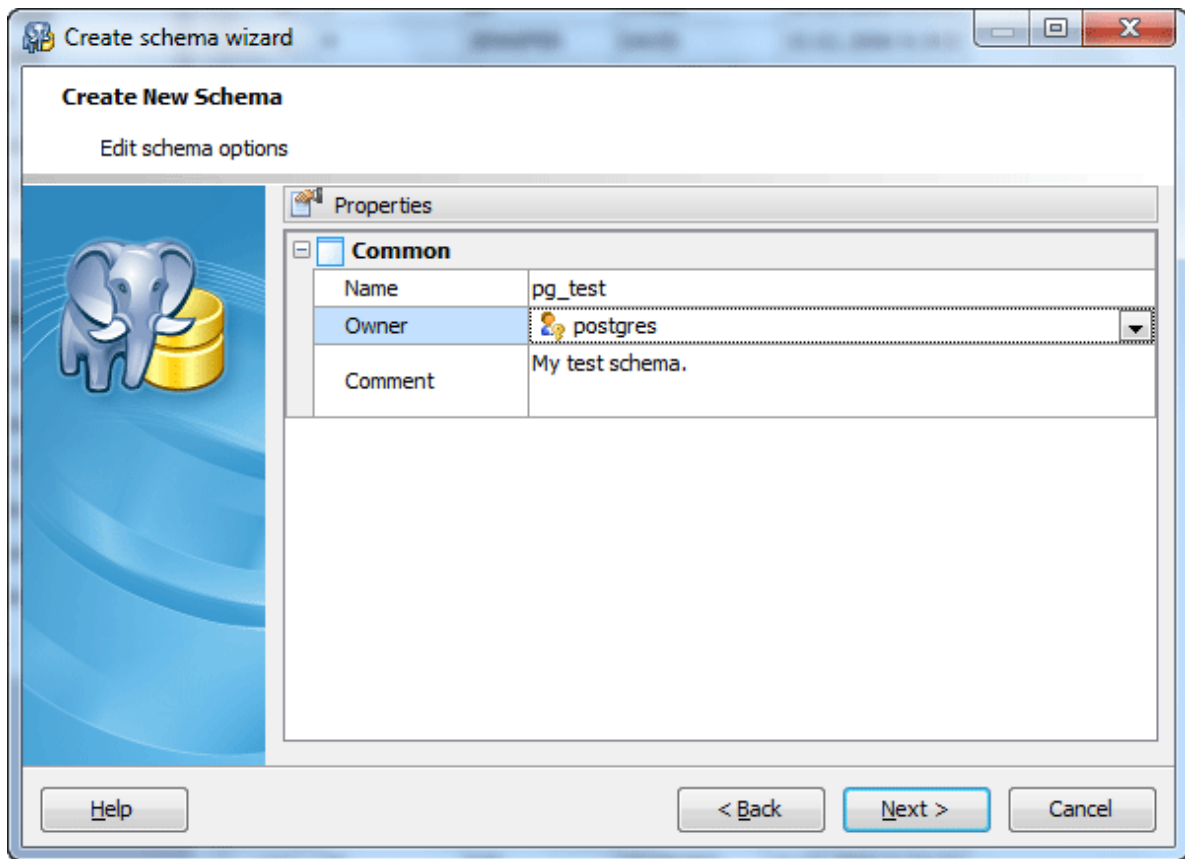 Create schema wizard
Create New Schema
Edit schema options
Properties
Common
Name pg_test
Owner postgres
Comment My test schema.
Help < Back Next > Cancel